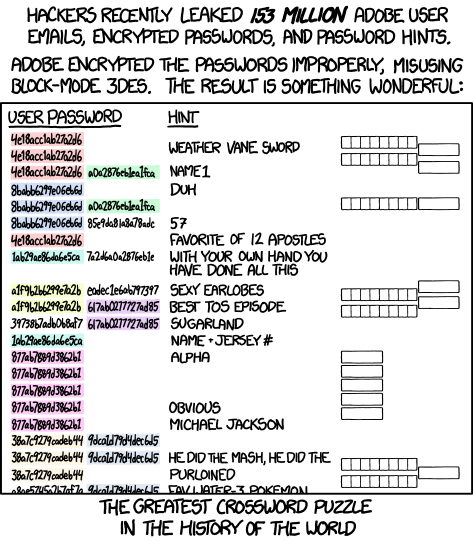 HACKERS RECENTLY LEAKED 153 MILLION ADOBE USER
EMAILS, ENCRYPTED PASSWORDS, AND PASSWORD HINTS.
ADOBE ENCRYPTED THE PASSWORDS IMPROPERLY, MISUSING
BLOCK-MODE 3DES. THE RESULT IS SOMETHING WONDERFUL:
USER PASSWORD HINT
4e18acc1ab27a2d6 WEATHER VANE SWORD
4e18acc1ab27a2d6
4e18acc1ab27a2d6 a0a2876eb1ea1fca NAME1
8babb6299e06eb6d DUH
8babb6299e06eb6d a0a2876eb1ea1fca
8babb6299e06eb6d 85e9da81a8a78adc 57
4e18acc1ab27a2d6 FAVORITE OF 12 APOSTLES
1ab29ae86da6e5ca 7a2d6a0a2876eb1e WITH YOUR OWN HAND YOU
HAVE DONE ALL THIS
a1f9b2b6299e7a2b eadec1e6ab797397 SEXY EARLOBES
a1f9b2b6299e7a2b 617ab0277727ad85 BEST TOS EPISODE
39738b7adb0b8af7 617ab0277727ad85 SUGARLAND
1ab29ae86da6e5ca NAME + JERSEY #
877ab7889d3862b1 ALPHA
877ab7889d3862b1
877ab7889d3862b1
877ab7889d3862b1 OBVIOUS
877ab7889d3862b1 MICHAEL JACKSON
38a7c9279cadeb44 9dca1d79d4dec6d5
38a7c9279cadeb44 9dca1d79d4dec6d5 HE DID THE MASH, HE DID THE
38a7c9279cadeb44 PURLOINED
9dca1d79d4dec6d5 FAV WATER-3 POKEMON
THE GREATEST CROSSWORD PUZZLE
IN THE HISTORY OF THE WORLD